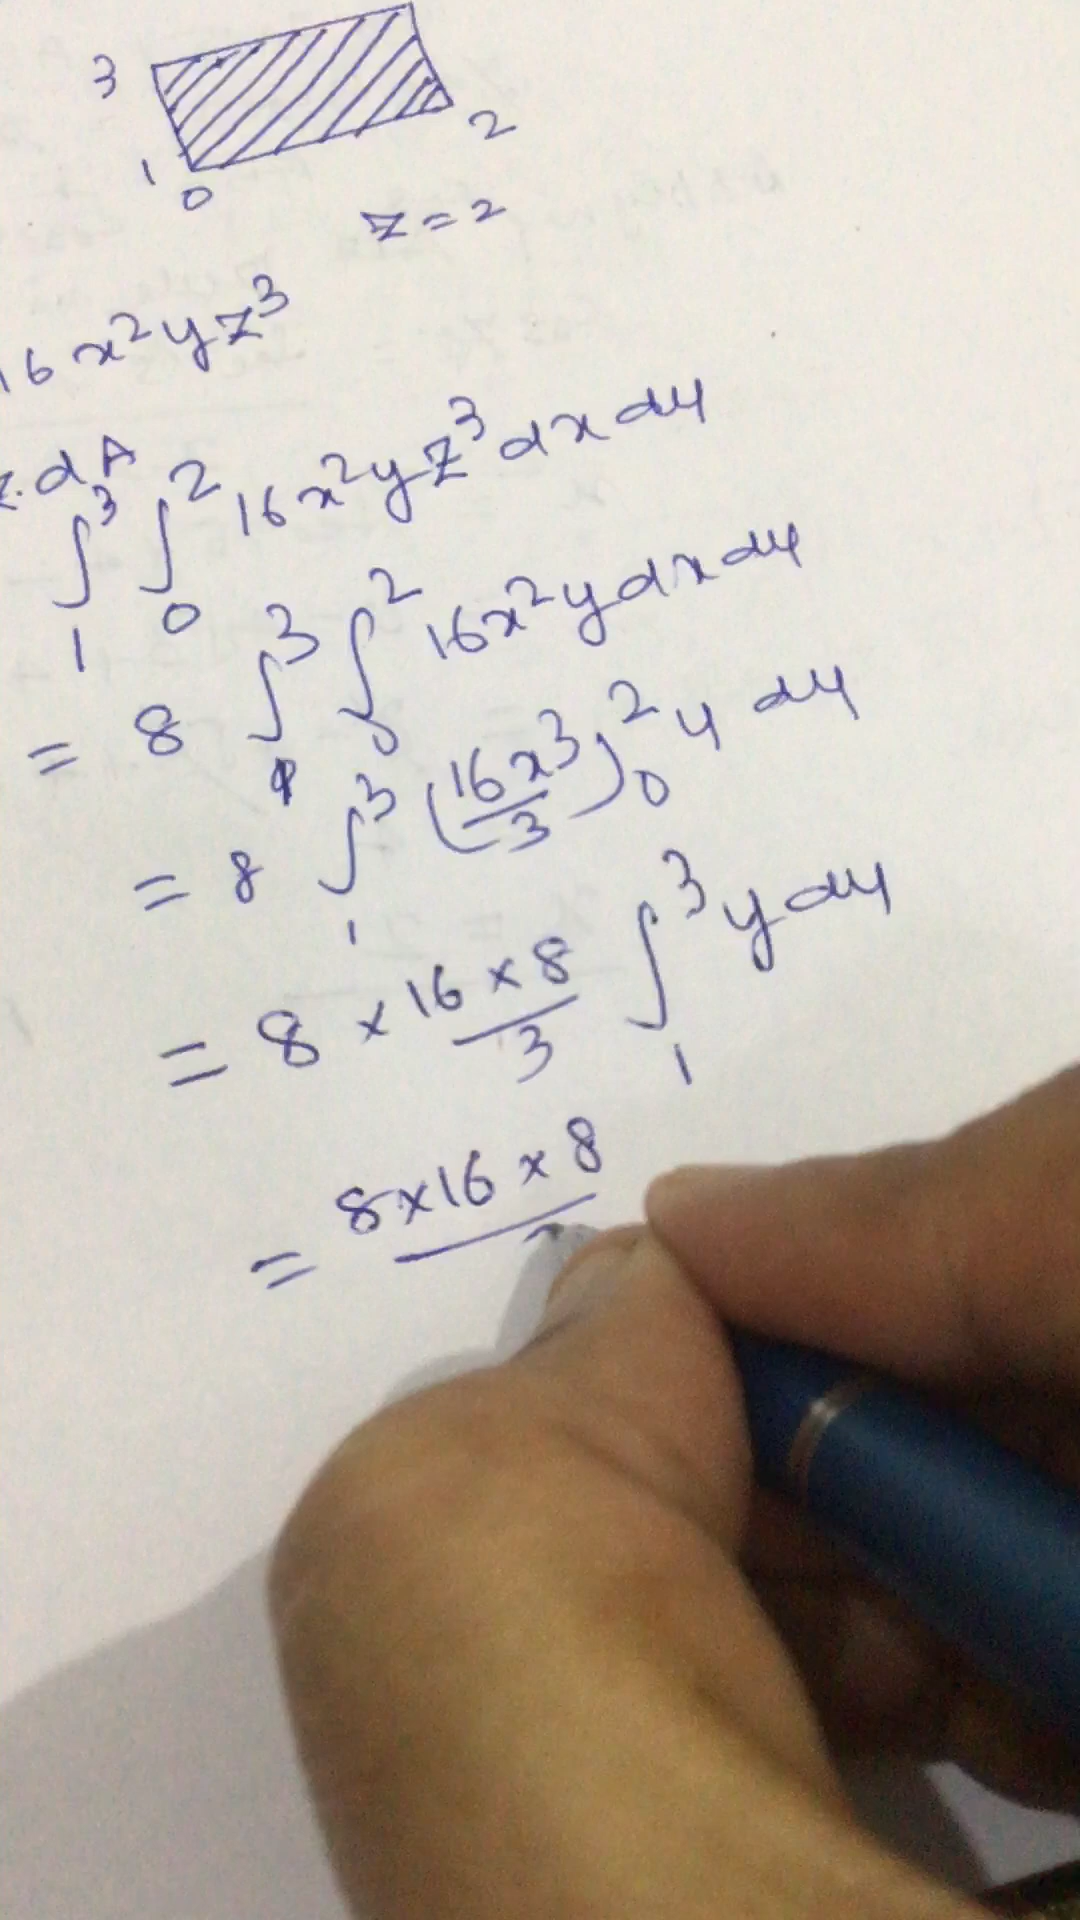 3
1
0
2
z=2
16x²yz³
z.dA
∫₁³ ∫₀² 16x²yz³ dx dy
= 8 ∫₁³ ∫₀² 16x²y dx dy
= 8 ∫₁³ (16x³/3)₀² y dy
= 8 × 16 × 8/3 ∫₁³ y dy
= 8×16×8